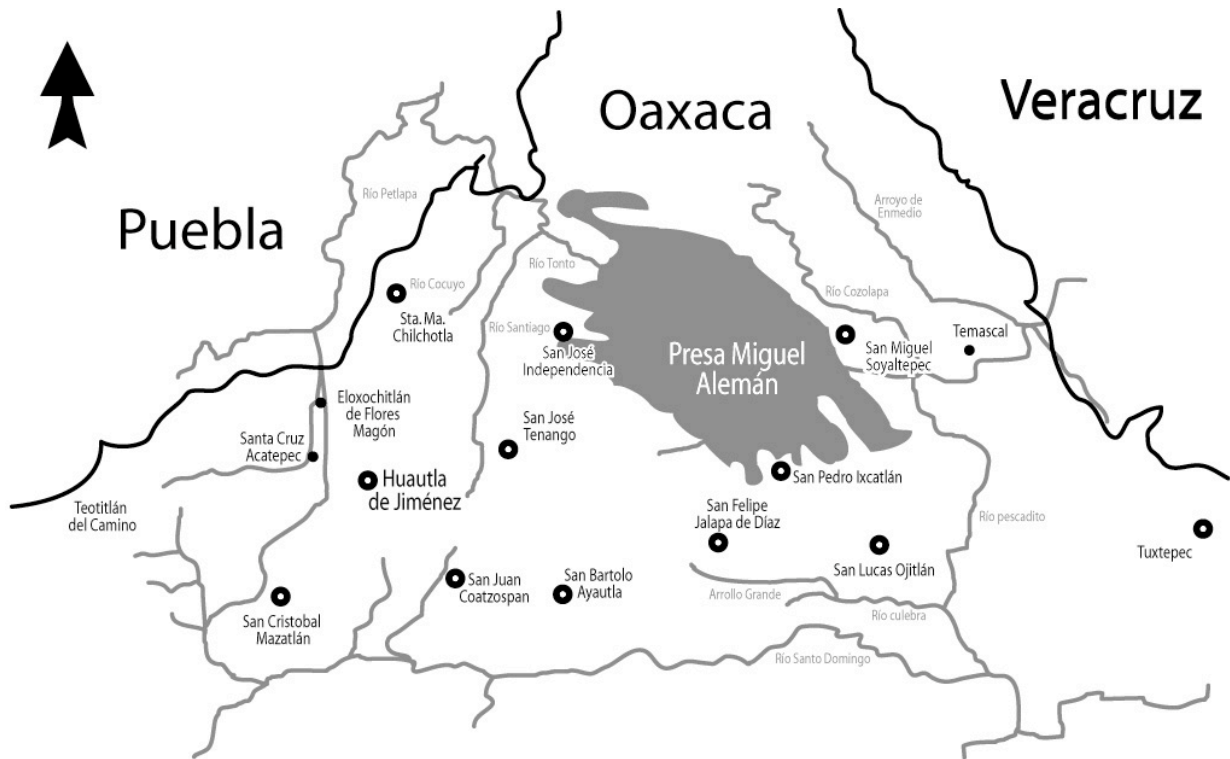 Oaxaca
Veracruz
Puebla
Río Petlapa
Arroyo de
Enmedio
Río Tonto
Río Cocuyo
Sta. Ma.
Chilchotla
Río Santiago
San José
Independencia
Presa Miguel
Alemán
Río Cozolapa
San Miguel
Soyaltepec
Temascal
Eloxochitlán
de Flores
Magón
Santa Cruz
Acatepec
San José
Tenango
Huautla
de Jiménez
San Pedro Ixcatlán
Teotitlán
del Camino
San Felipe
Jalapa de Díaz
Río pescadito
Tuxtepec
San Lucas Ojitlán
San Juan
Coatzospan
San Bartolo
Ayautla
Arrollo Grande
Río culebra
San Cristobal
Mazatlán
Río Santo Domingo